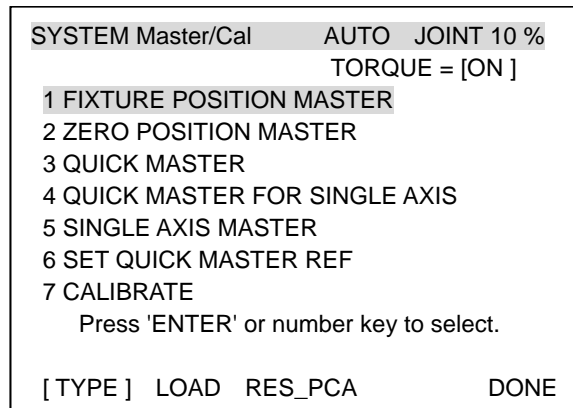 SYSTEM Master/Cal AUTO JOINT 10 %
TORQUE = [ON ]
1 FIXTURE POSITION MASTER
2 ZERO POSITION MASTER
3 QUICK MASTER
4 QUICK MASTER FOR SINGLE AXIS
5 SINGLE AXIS MASTER
6 SET QUICK MASTER REF
7 CALIBRATE
Press 'ENTER' or number key to select.
[ TYPE ] LOAD RES_PCA DONE